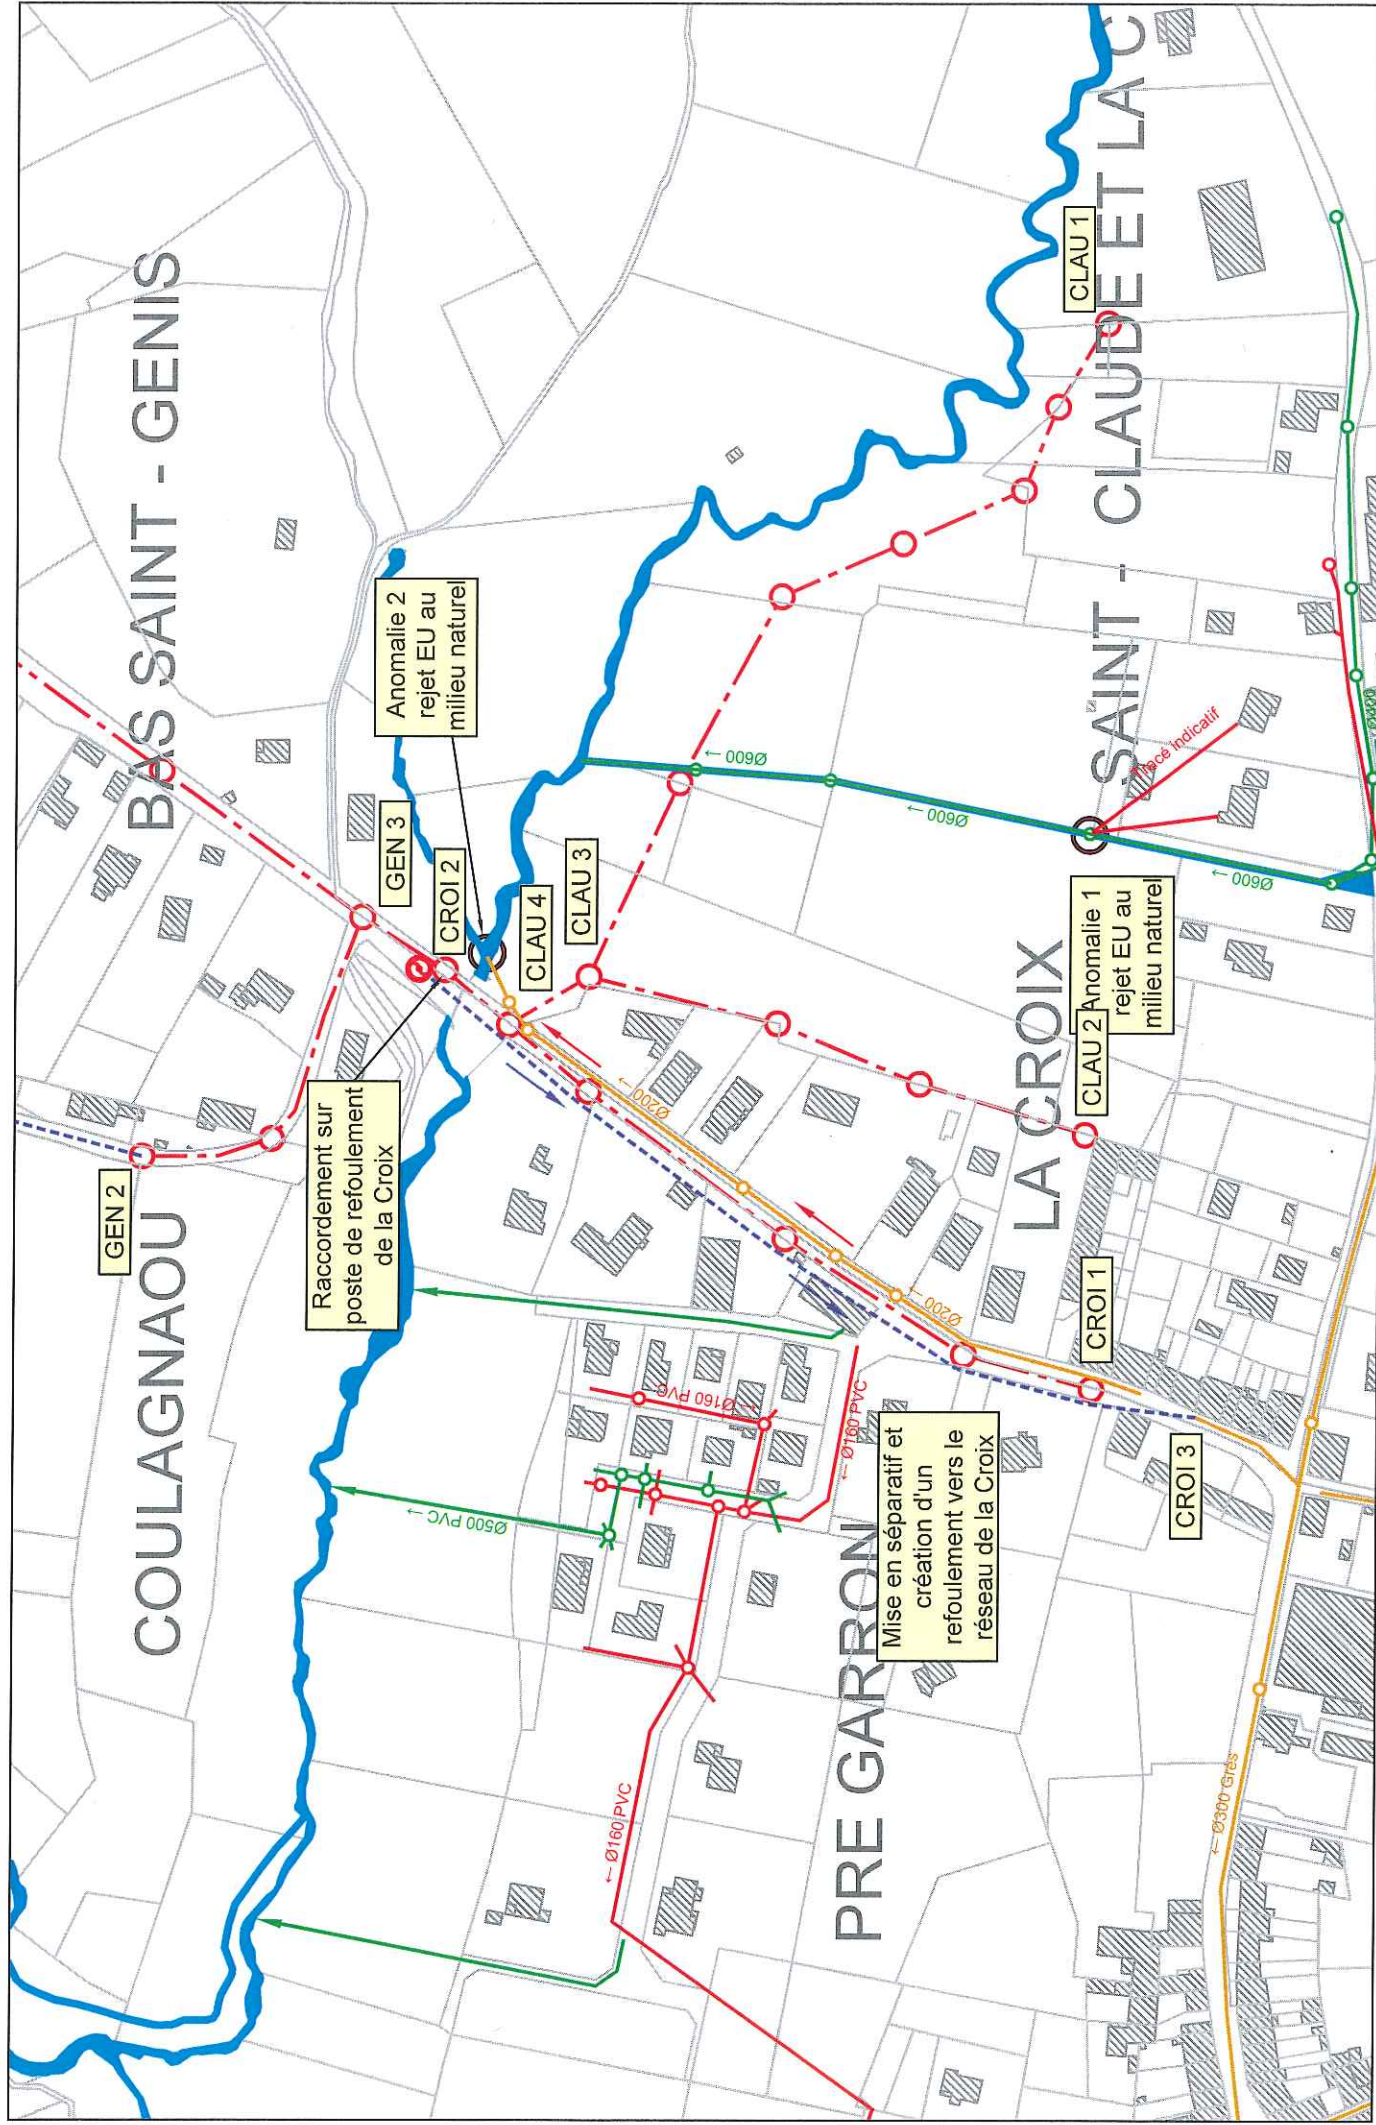 BAS SAINT - GENIS
COULAGNAOU
GEN 2
GEN 3
CROI 2
CLAU 4
CLAU 3
Anomalie 2
rejet EU au
milieu naturel
Raccordement sur
poste de refoulement
de la Croix
CLAU 1
SAINT - CLAUDE ET LA C
Ø600 →
Ø600 →
Ø600 →
Ø600
Tracé indicatif
Anomalie 1
rejet EU au
milieu naturel
CLAU 2
LA CROIX
CROI 1
CROI 3
Ø200 →
Ø200 →
← Ø160 PVC
← Ø160 PVC
Ø500 PVC →
Mise en séparatif et
création d'un
refoulement vers le
réseau de la Croix
PRE GARRON
← Ø160 PVC
← Ø300 Grès